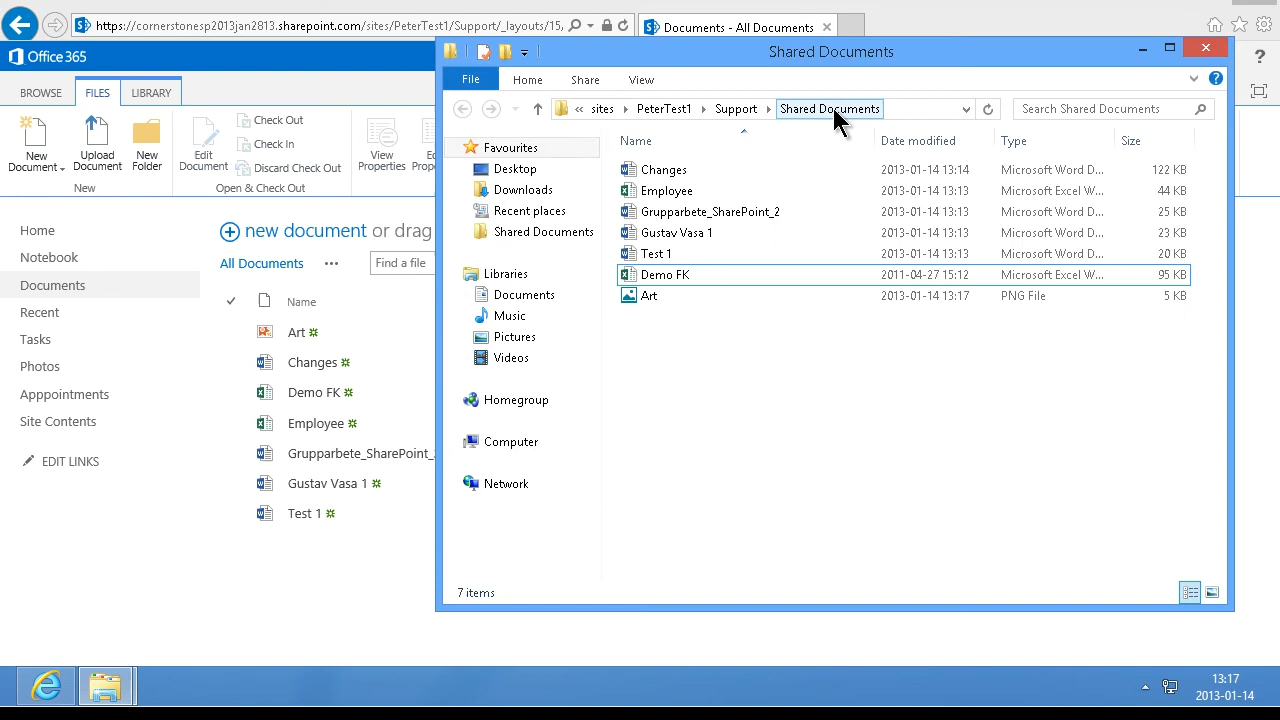 https://cornerstonesp2013jan2813.sharepoint.com/sites/PeterTest1/Support/_layouts/15,
Documents - All Documents
Office 365
BROWSE
FILES
LIBRARY
New Document
Upload Document
New Folder
New
Edit Document
Check Out
Check In
Discard Check Out
Open & Check Out
View Properties
Home
Notebook
Documents
Recent
Tasks
Photos
Apppointments
Site Contents
EDIT LINKS
new document or drag
All Documents
Find a file
Name
Art
Changes
Demo FK
Employee
Grupparbete_SharePoint_2
Gustav Vasa 1
Test 1
Shared Documents
File
Home
Share
View
« sites
PeterTest1
Support
Shared Documents
Search Shared Documents
Favourites
Desktop
Downloads
Recent places
Shared Documents
Libraries
Documents
Music
Pictures
Videos
Homegroup
Computer
Network
Name Date modified Type Size
Changes 2013-01-14 13:14 Microsoft Word D... KB
Employee 2013-01-14 13:13 Microsoft Excel W... 44 KB
Grupparbete_SharePoint_2 2013-01-14 13:13 Microsoft Word D... 25 KB
Gustav Vasa 1 2013-01-14 13:13 Microsoft Word D... 23 KB
Test 1 2013-01-14 13:13 Microsoft Word D... 20 KB
Demo FK 2011-04-27 15:12 Microsoft Excel W... KB
Art 2013-01-14 13:17 PNG File 5 KB
7 items
13:17
2013-01-14